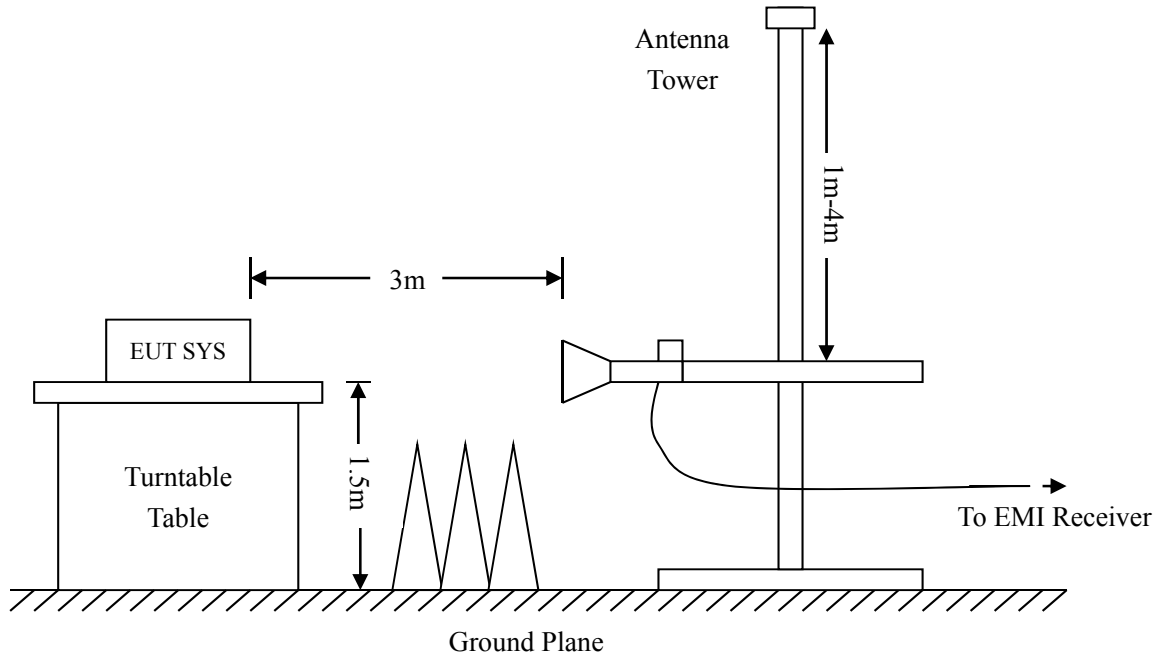 Antenna
Tower
1m-4m
3m
EUT SYS
1.5m
Turntable
Table
To EMI Receiver
Ground Plane